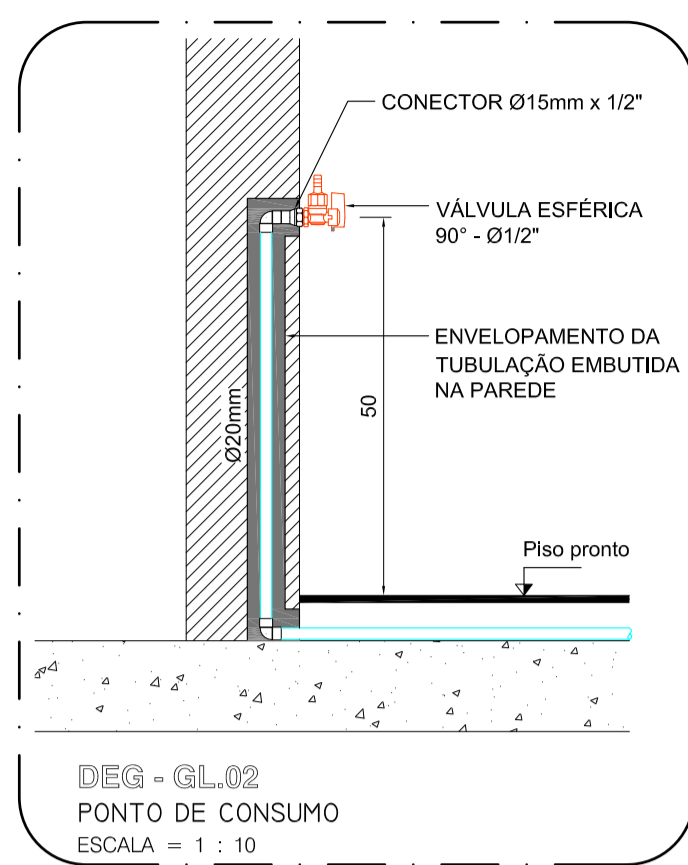 CONECTOR Ø15mm x 1/2"
VÁLVULA ESFÉRICA
90° - Ø1/2"
ENVELOPAMENTO DA
TUBULAÇÃO EMBUTIDA
NA PAREDE
Ø20mm
50
Piso pronto
DEG - GL.02
PONTO DE CONSUMO
ESCALA = 1 : 10